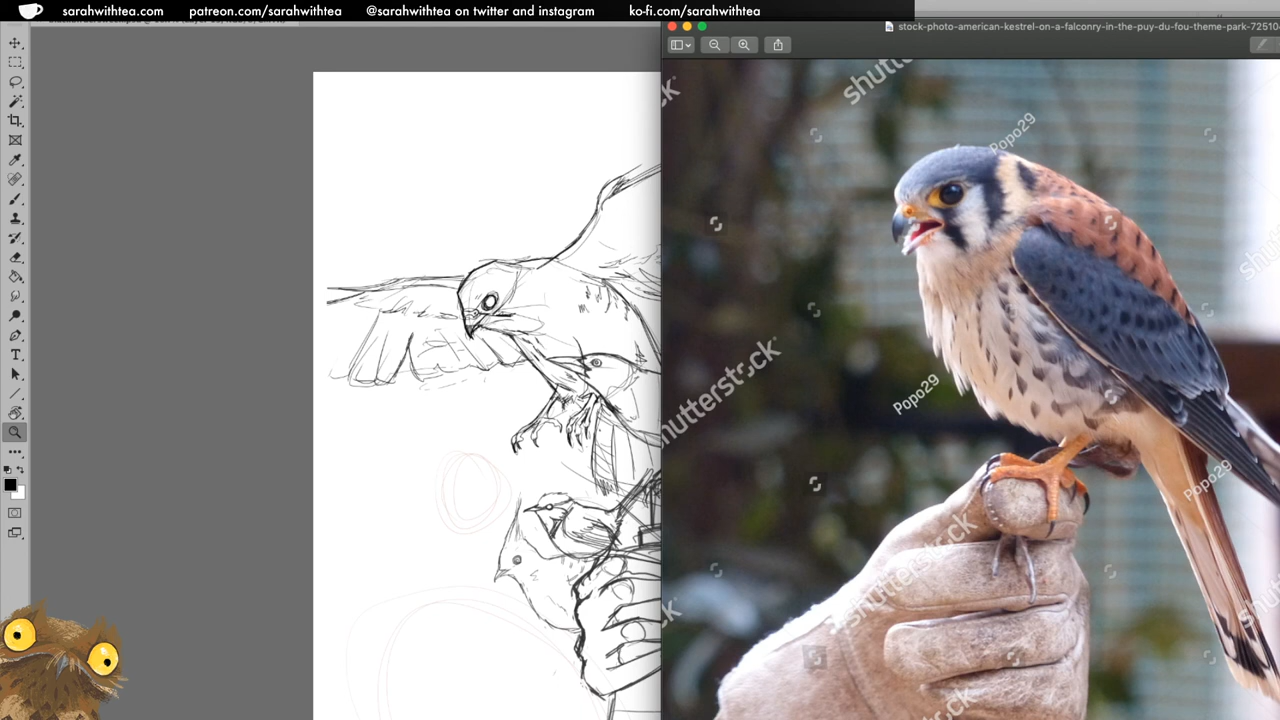 sarahwithtea.com patreon.com/sarahwithtea @sarahwithtea on twitter and instagram ko-fi.com/sarahwithtea
stock-photo-american-kestrel-on-a-falconry-in-the-puy-du-fou-theme-park-72510
shutterstock
Popo29
shutterstock
Popo29
Popo29
shutterstock